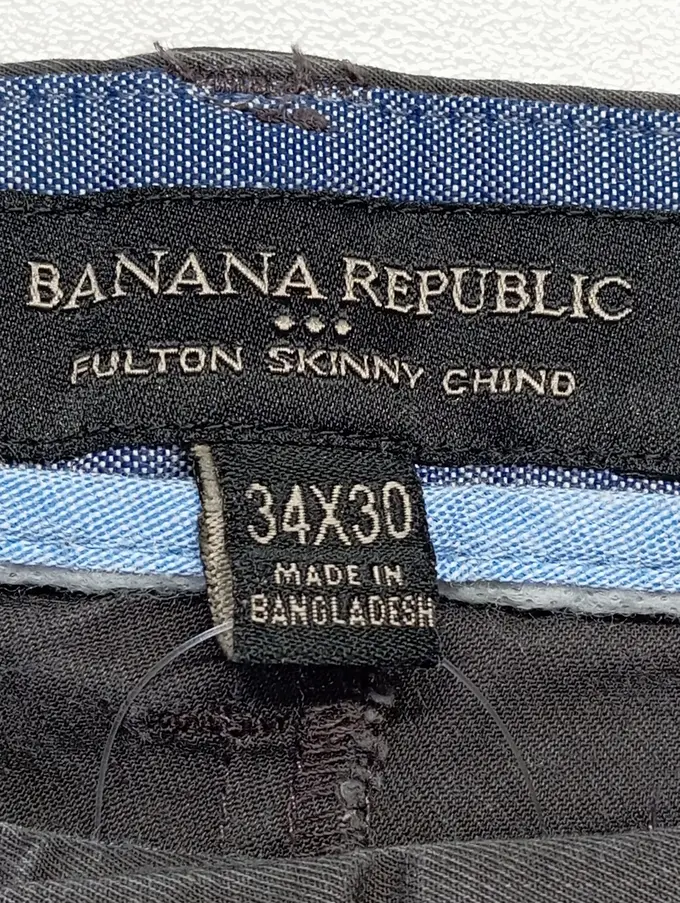 BANANA REPUBLIC
FULTON SKINNY CHINO
34X30
MADE IN
BANGLADESH